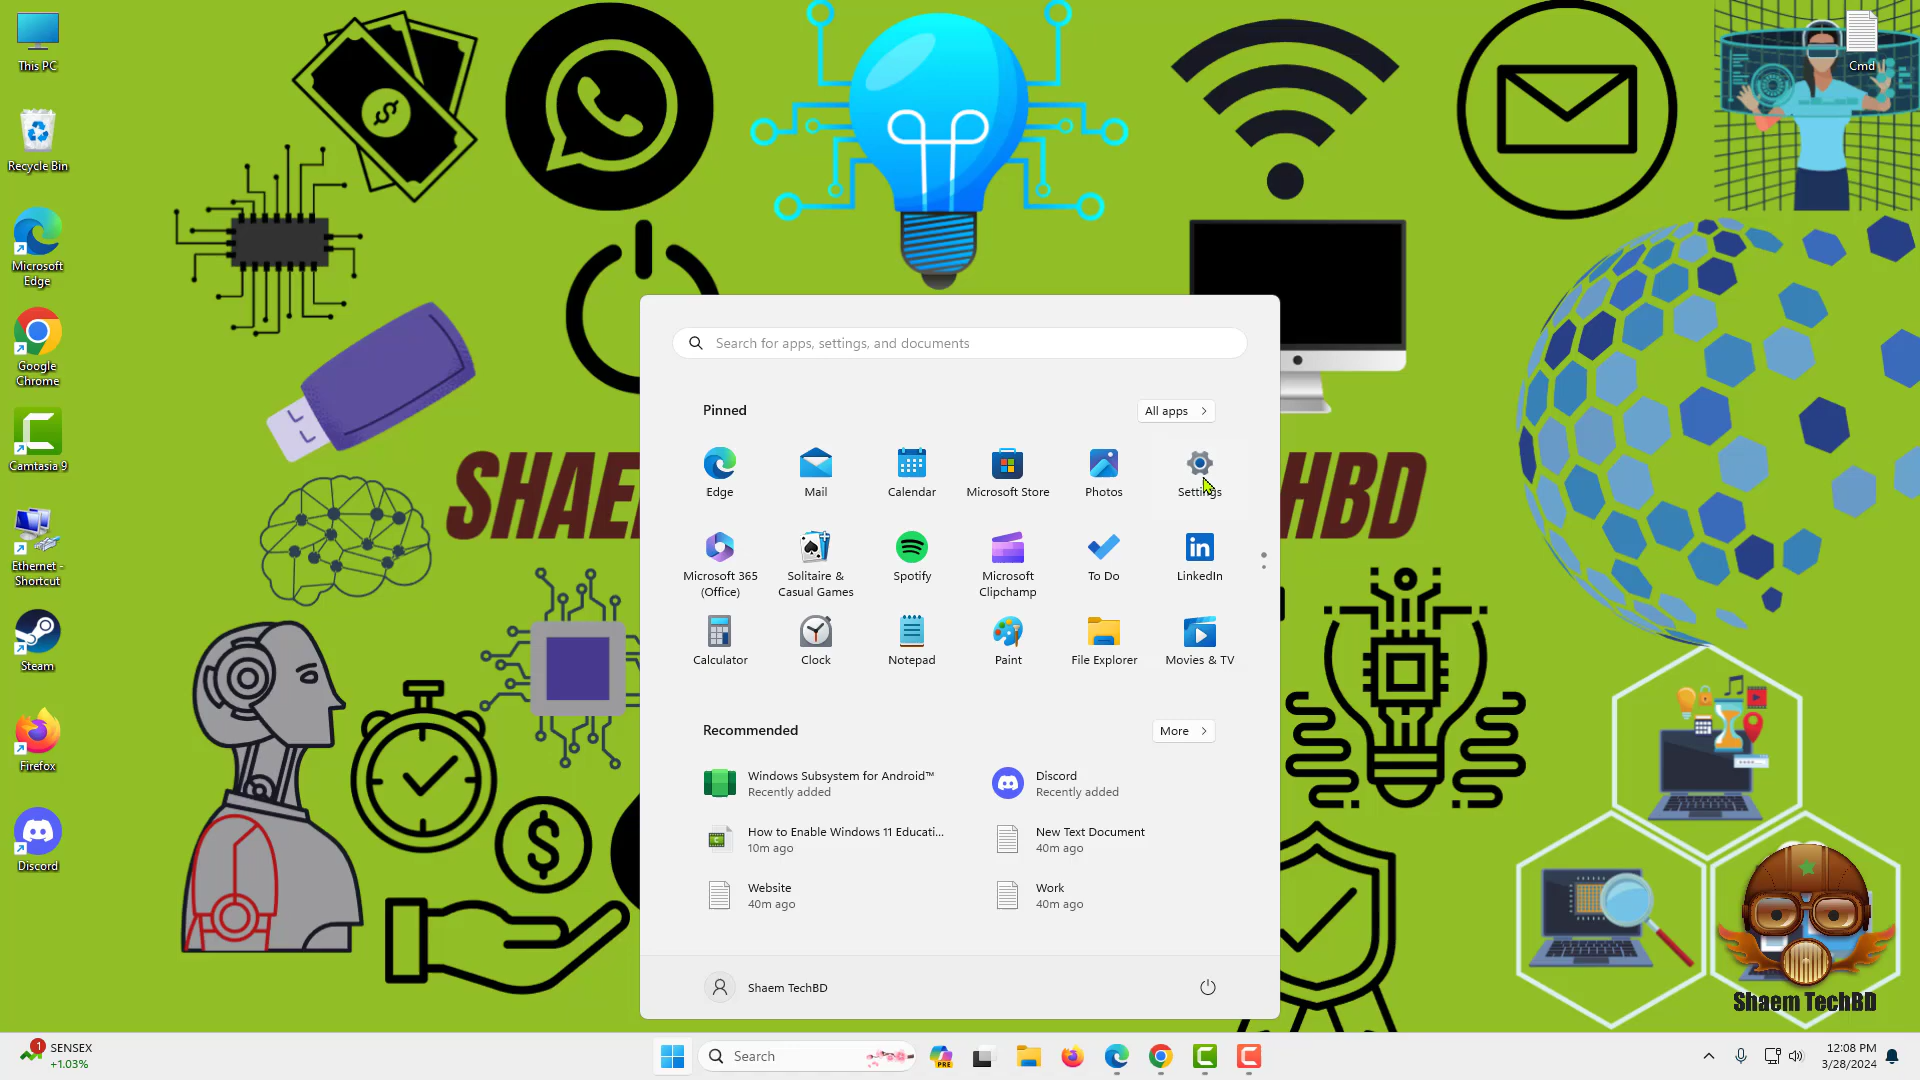 This PC
Recycle Bin
Microsoft
Edge
Google
Chrome
Camtasia 9
Ethernet -
Shortcut
Steam
Firefox
Discord
Cmd
SHAE
HBD
Search for apps, settings, and documents
Pinned
All apps
Edge
Mail
Calendar
Microsoft Store
Photos
Settings
Microsoft 365
(Office)
Solitaire &
Casual Games
Spotify
Microsoft
Clipchamp
To Do
LinkedIn
Calculator
Clock
Notepad
Paint
File Explorer
Movies & TV
Recommended
More
Windows Subsystem for Android™
Recently added
Discord
Recently added
How to Enable Windows 11 Educati...
10m ago
New Text Document
40m ago
Website
40m ago
Work
40m ago
Shaem TechBD
Shaem TechBD
1
SENSEX
+1.03%
Search
PRE
12:08 PM
3/28/2024